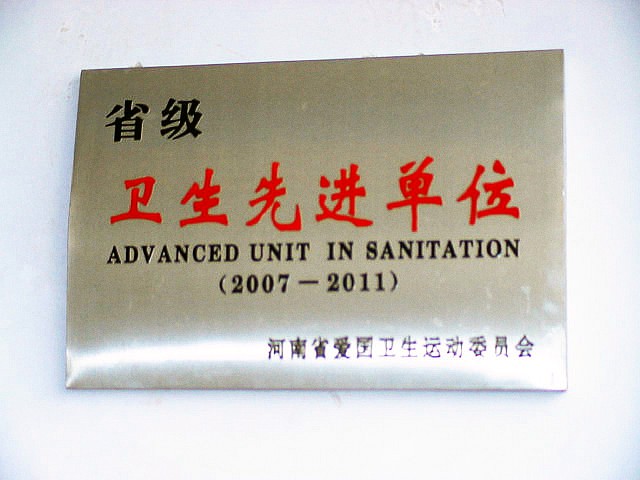 省级
卫生先进单位
ADVANCED UNIT IN SANITATION
（2007－2011）
河南省爱国卫生运动委员会